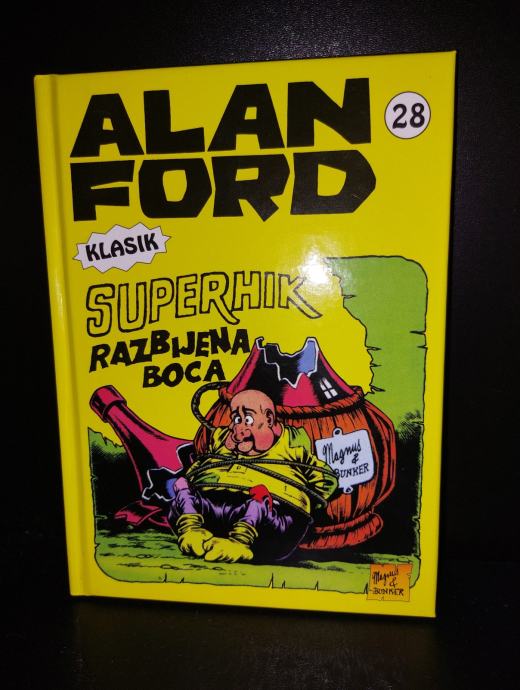 ALAN
FORD
28
KLASIK
SUPERHIK
RAZBIJENA
BOCA
Magnus
&
BUNKER
Magnus
&
BUNKER